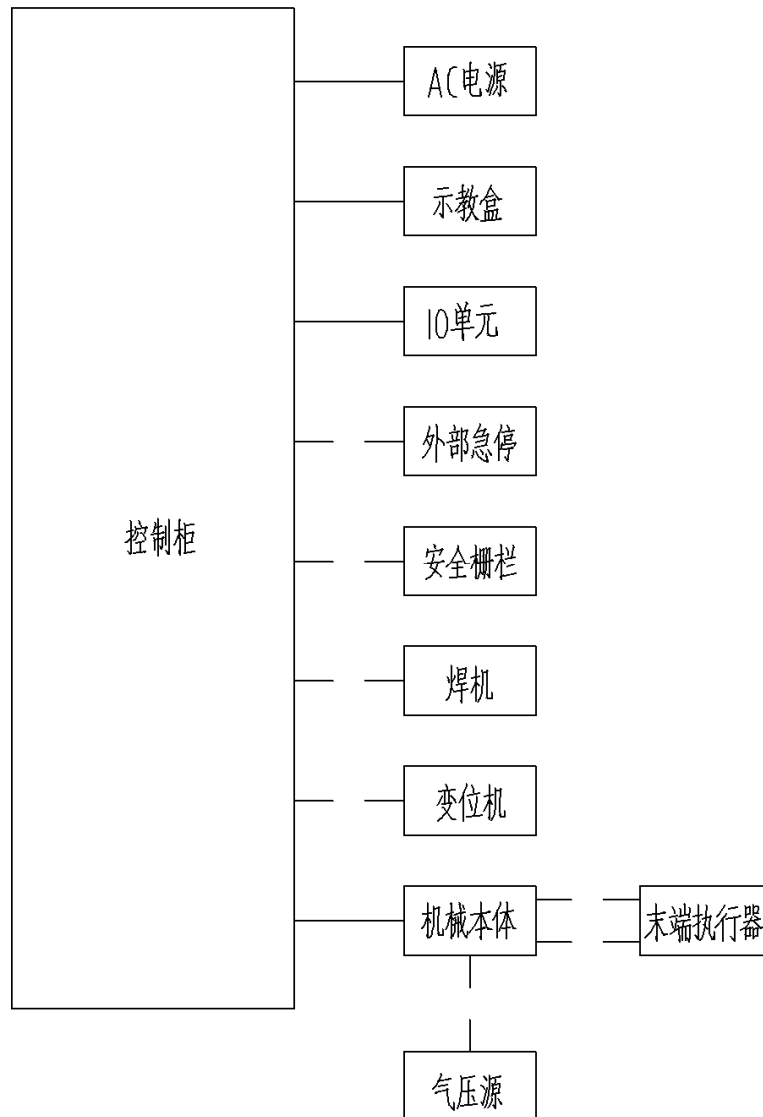 AC电源
示教盒
IO单元
外部急停
控制柜
安全栅栏
焊机
变位机
机械本体
末端执行器
气压源